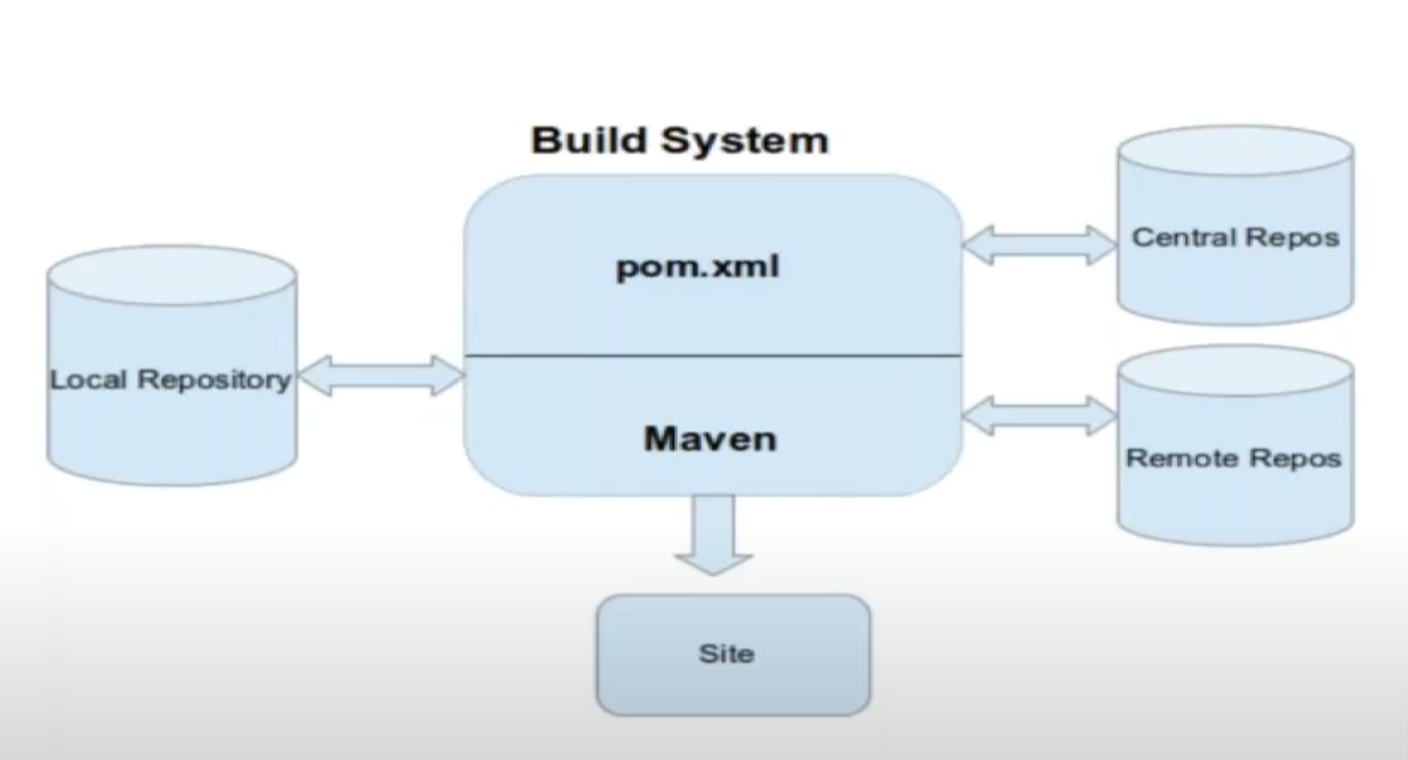 Build System
pom.xml
Central Repos
Local Repository
Maven
Remote Repos
Site